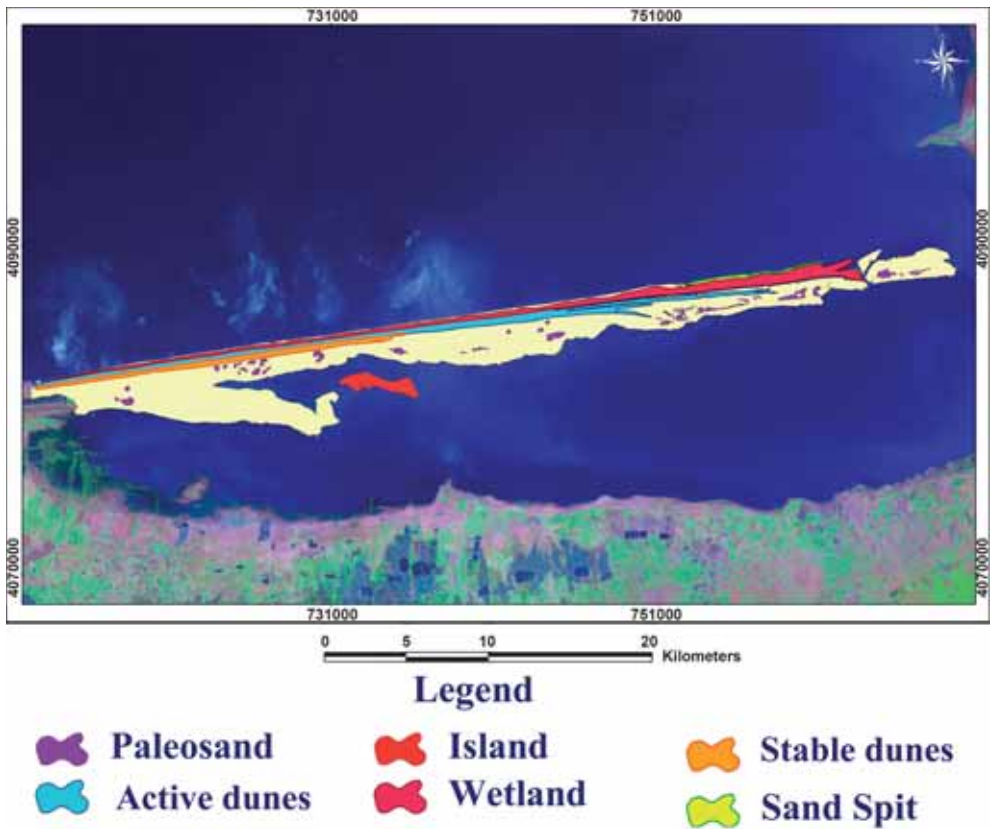 731000 751000
4090000 4090000
4070000 4070000
731000 751000
0 5 10 20 Kilometers
Legend
Paleosand Island Stable dunes
Active dunes Wetland Sand Spit